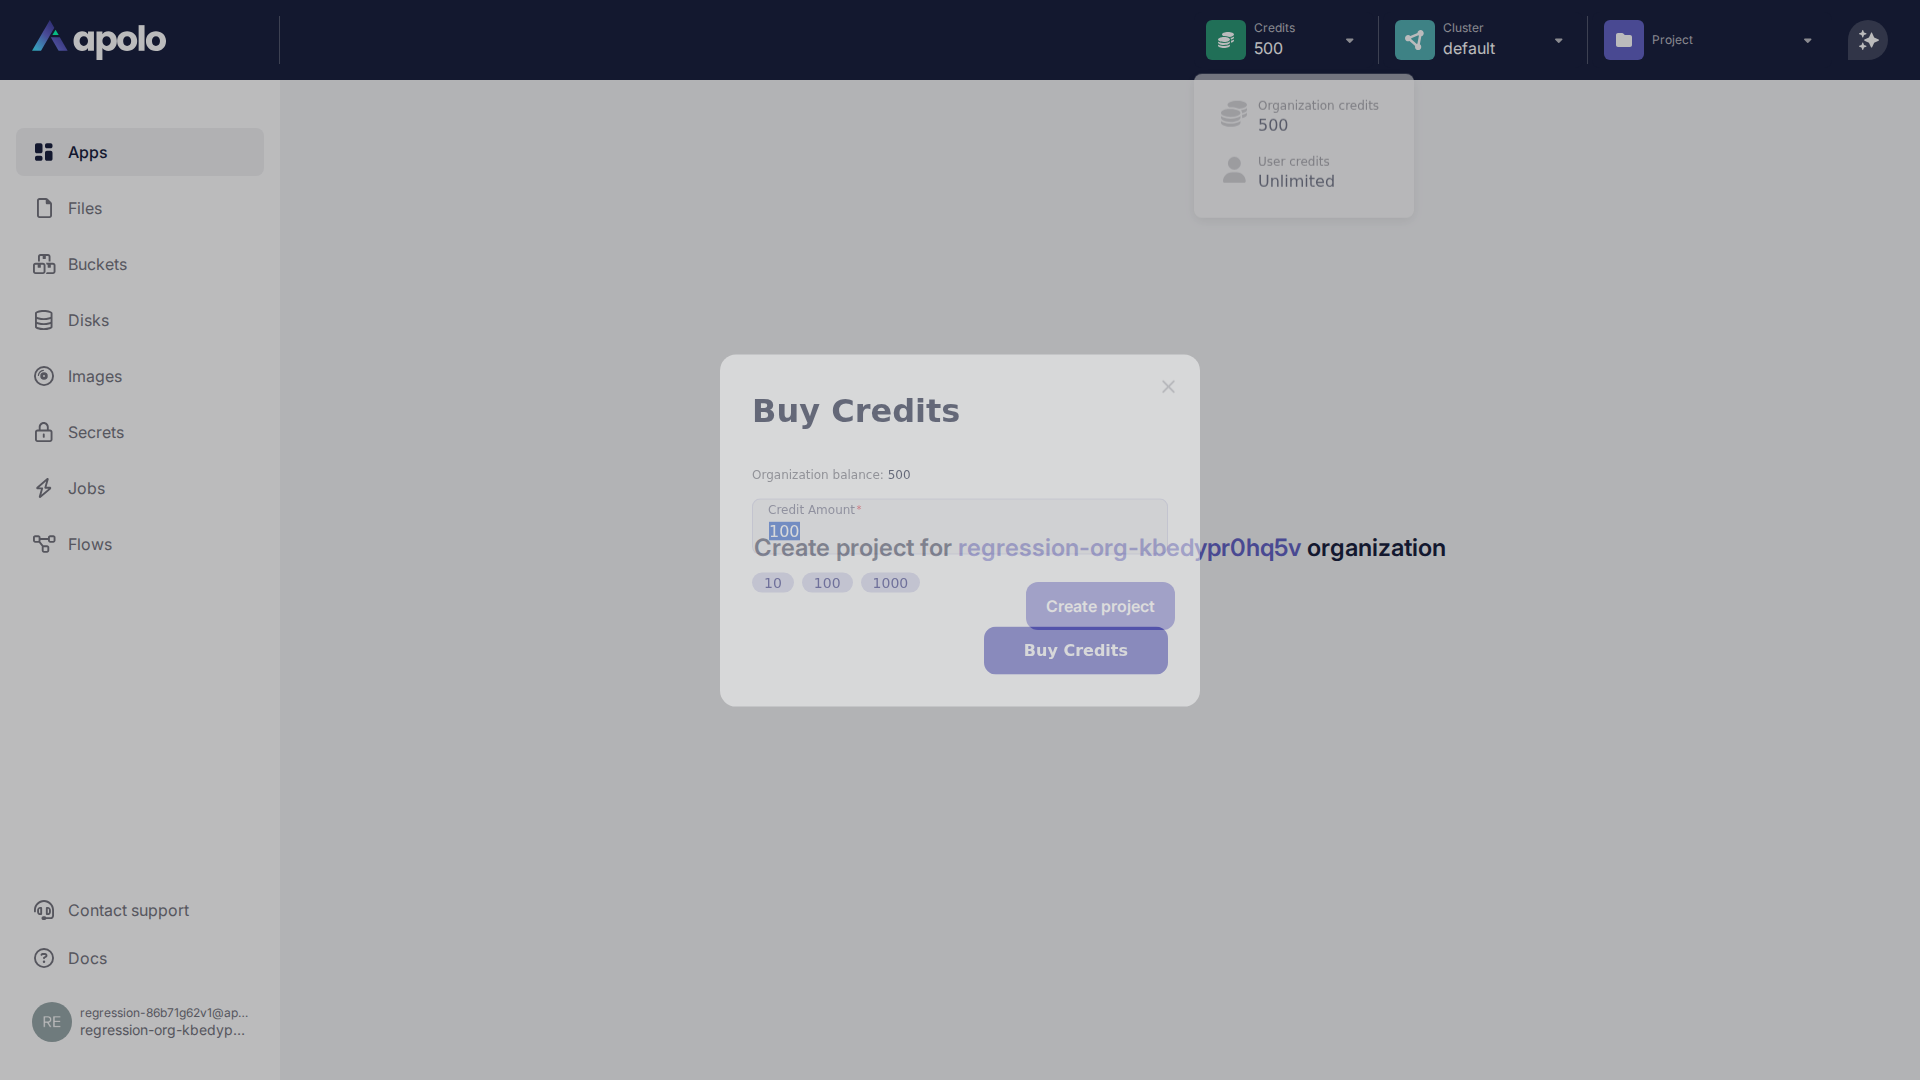 apolo
Credits
500
Cluster
default
Project
Organization credits
500
User credits
Unlimited
Apps
Files
Buckets
Disks
Images
Secrets
Jobs
Flows
Buy Credits
Organization balance: 500
Credit Amount*
100
Create project for regression-org-kbedypr0hq5v organization
10 100 1000
Create project
Buy Credits
Contact support
Docs
RE
regression-86b71g62v1@ap...
regression-org-kbedyp...